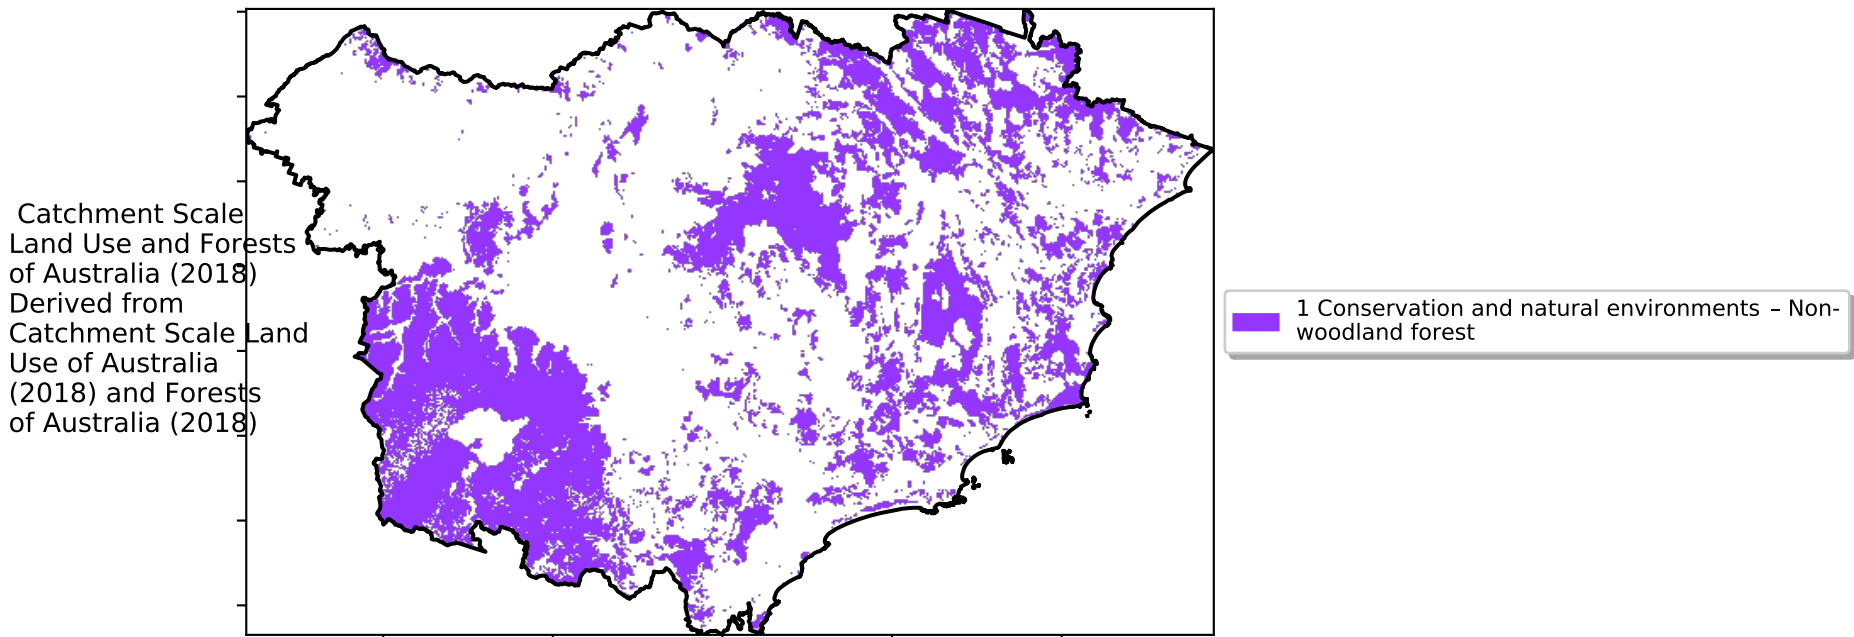 Catchment Scale
Land Use and Forests
of Australia (2018)
Derived from
Catchment Scale Land
Use of Australia
(2018) and Forests
of Australia (2018)
1 Conservation and natural environments – Non-
woodland forest